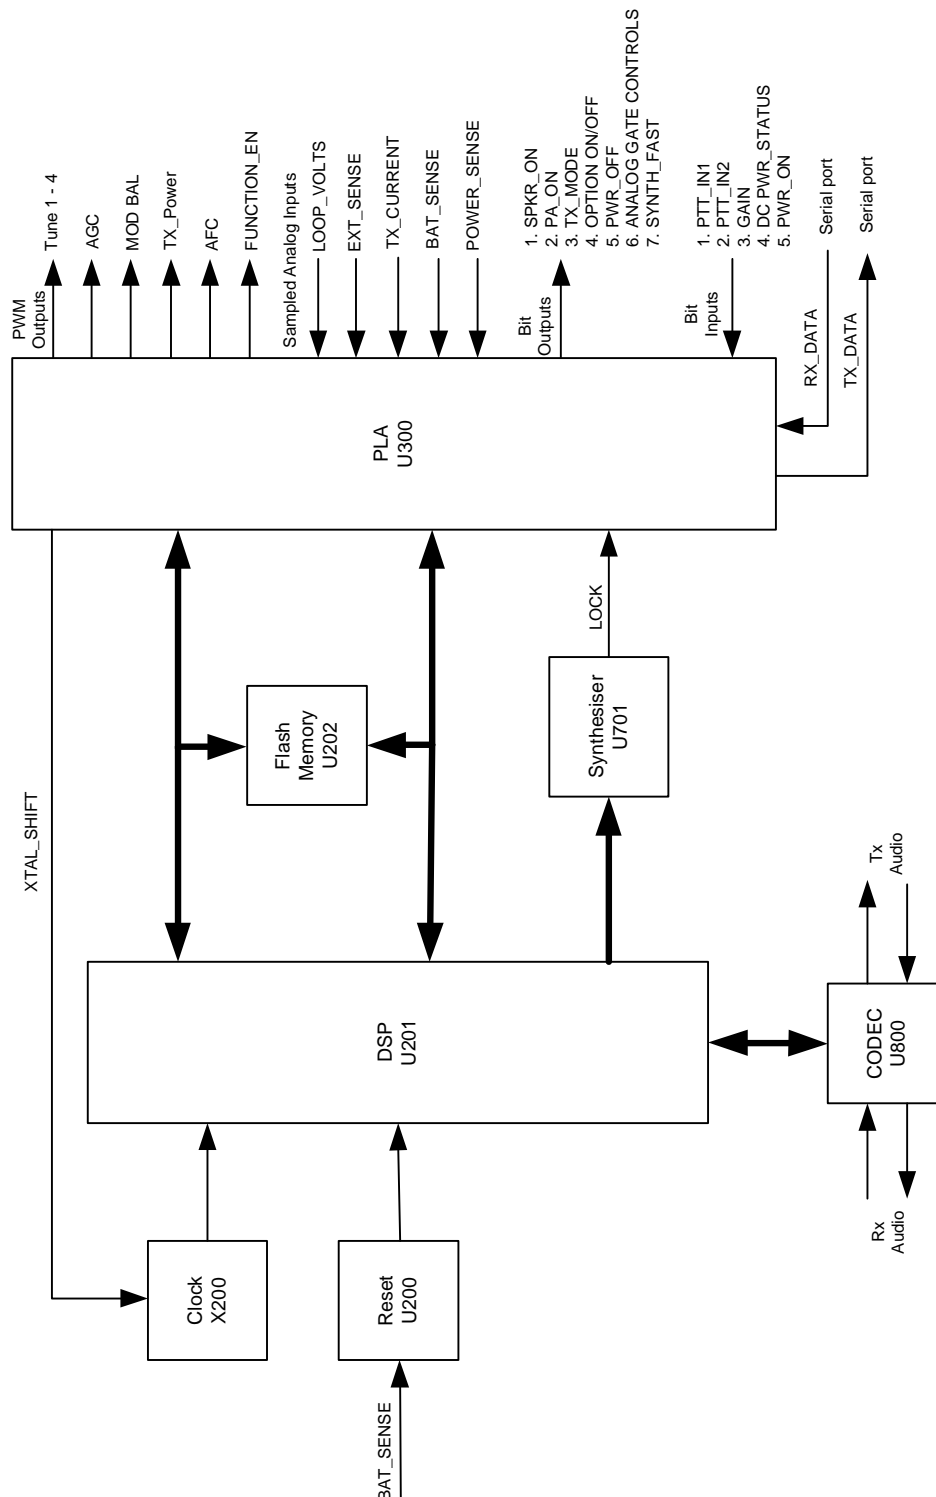 PWM
Outputs
Tune 1 - 4
AGC
MOD BAL
TX_Power
AFC
FUNCTION_EN
Sampled Analog Inputs
LOOP_VOLTS
EXT_SENSE
TX_CURRENT
BAT_SENSE
POWER_SENSE
Bit
Outputs
1. SPKR_ON
2. PA_ON
3. TX_MODE
4. OPTION ON/OFF
5. PWR_OFF
6. ANALOG GATE CONTROLS
7. SYNTH_FAST
Bit
Inputs
1. PTT_IN1
2. PTT_IN2
3. GAIN
4. DC PWR_STATUS
5. PWR_ON
RX_DATA
Serial port
TX_DATA
Serial port
PLA
U300
XTAL_SHIFT
Flash
Memory
U202
LOCK
Synthesiser
U701
DSP
U201
Tx
Audio
CODEC
U800
Rx
Audio
Clock
X200
Reset
U200
BAT_SENSE